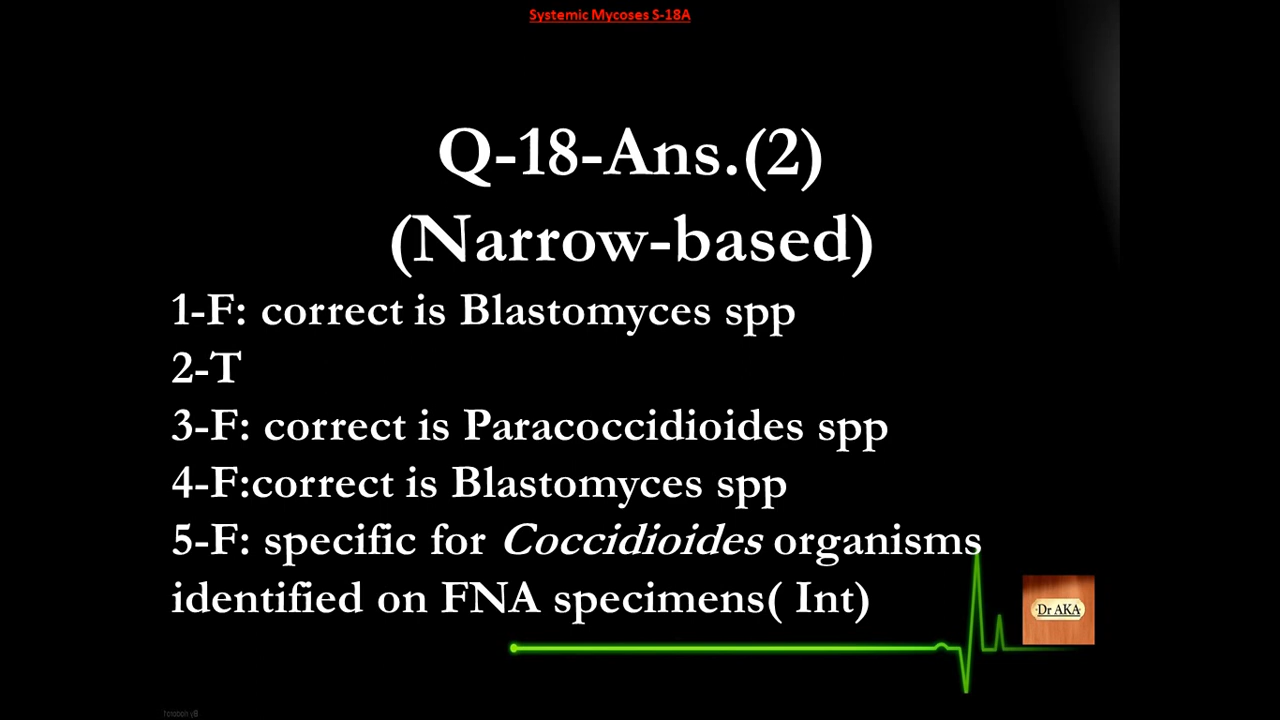 Systemic Mycoses S-18A
Q-18-Ans.(2)
(Narrow-based)
1-F: correct is Blastomyces spp
2-T
3-F: correct is Paracoccidioides spp
4-F:correct is Blastomyces spp
5-F: specific for Coccidioides organisms
identified on FNA specimens( Int)
Dr AKA